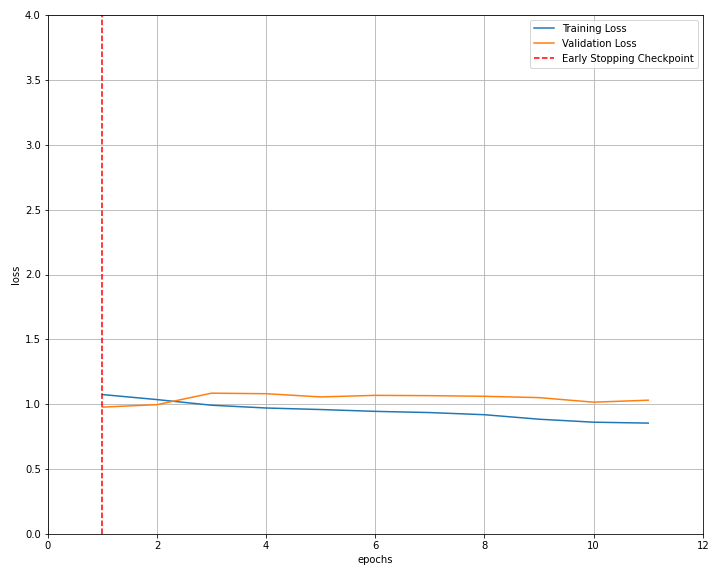 Training Loss
Validation Loss
Early Stopping Checkpoint
4.0
3.5
3.0
2.5
2.0
1.5
1.0
0.5
0.0
loss
0 2 4 6 8 10 12
epochs